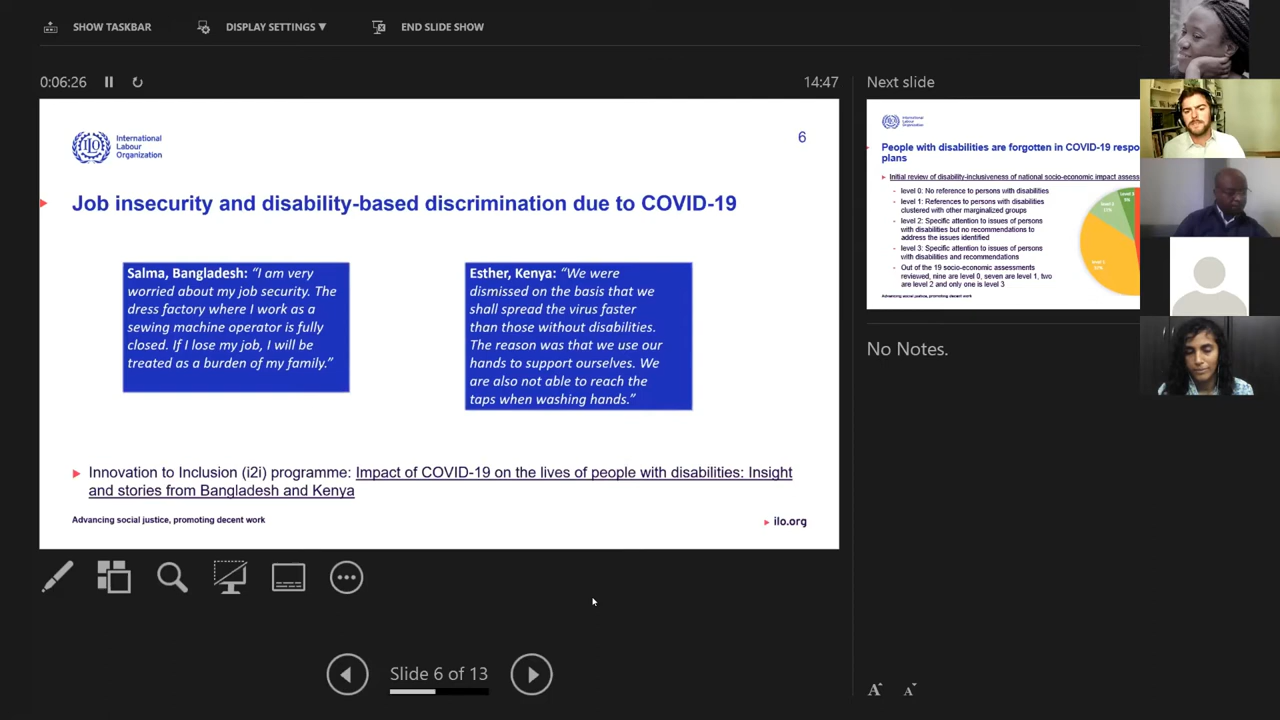 SHOW TASKBAR
DISPLAY SETTINGS ▼
END SLIDE SHOW
0:06:26
14:47
International
Labour
Organization
6
Job insecurity and disability-based discrimination due to COVID-19
Salma, Bangladesh: “I am very
worried about my job security. The
dress factory where I work as a
sewing machine operator is fully
closed. If I lose my job, I will be
treated as a burden of my family.”
Esther, Kenya: “We were
dismissed on the basis that we
shall spread the virus faster
than those without disabilities.
The reason was that we use our
hands to support ourselves. We
are also not able to reach the
taps when washing hands.”
Innovation to Inclusion (i2i) programme: Impact of COVID-19 on the lives of people with disabilities: Insight
and stories from Bangladesh and Kenya
Advancing social justice, promoting decent work
ilo.org
Slide 6 of 13
Next slide
International
Labour
Organization
People with disabilities are forgotten in COVID-19 respo
plans
Initial review of disability-inclusiveness of national socio-economic impact assess
- level 0: No reference to persons with disabilities
- level 1: References to persons with disabilities
clustered with other marginalized groups
- level 2: Specific attention to issues of persons
with disabilities but no recommendations to
address the issues identified
- level 3: Specific attention to issues of persons
with disabilities and recommendations
- Out of the 19 socio-economic assessments
reviewed, nine are level 0, seven are level 1, two
are level 2 and only one is level 3
Advancing social justice, promoting decent work
No Notes.
A A